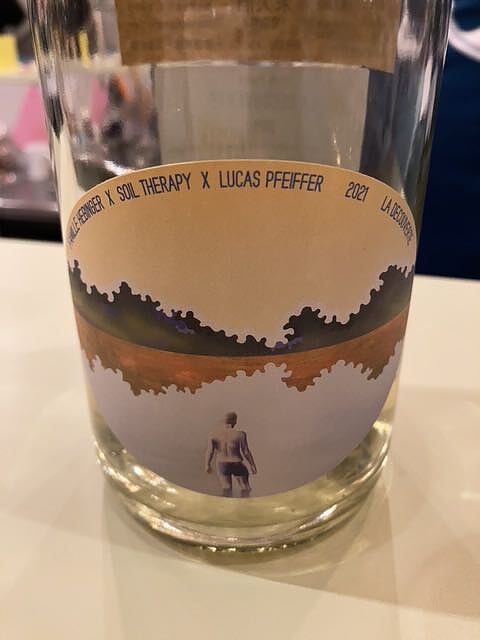 HEBINGER X SOIL THERAPY X LUCAS PFEIFFER 2021 LA DECOUVERTE